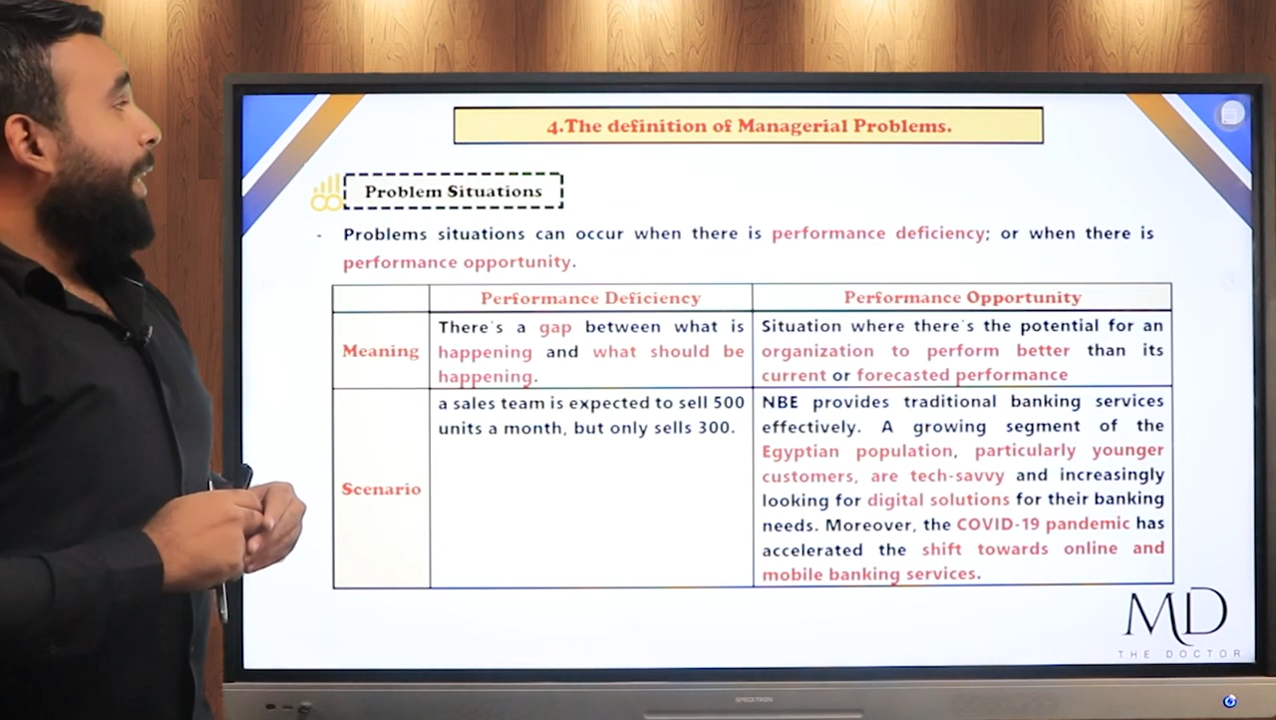 4.The definition of Managerial Problems.
Problem Situations
- Problems situations can occur when there is performance deficiency; or when there is
performance opportunity.
Performance Deficiency
Performance Opportunity
Meaning
There's a gap between what is
happening and what should be
happening.
Situation where there's the potential for an
organization to perform better than its
current or forecasted performance
Scenario
a sales team is expected to sell 500
units a month, but only sells 300.
NBE provides traditional banking services
effectively. A growing segment of the
Egyptian population, particularly younger
customers, are tech-savvy and increasingly
looking for digital solutions for their banking
needs. Moreover, the COVID-19 pandemic has
accelerated the shift towards online and
mobile banking services.
MD
THE DOCTOR
SPECKTRON